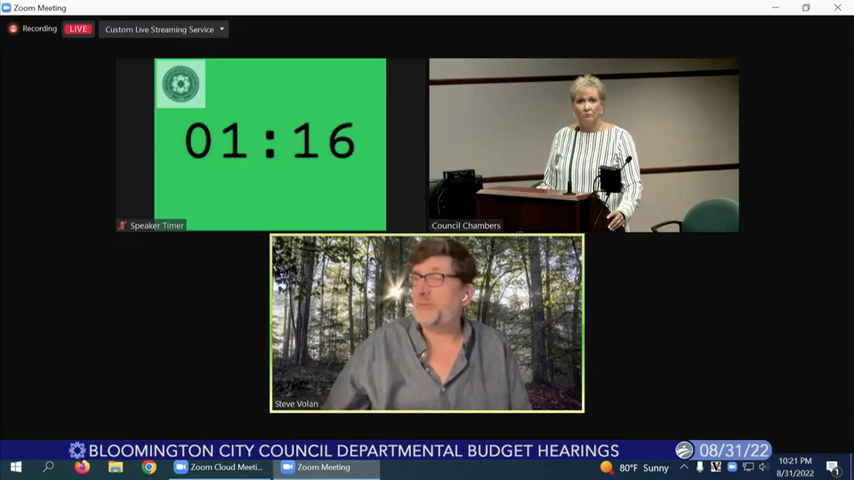 Zoom Meeting
Recording
LIVE
Custom Live Streaming Service
01:16
Speaker Timer
Council Chambers
Steve Volan
BLOOMINGTON CITY COUNCIL DEPARTMENTAL BUDGET HEARINGS
08/31/22
Zoom Cloud Meeti...
Zoom Meeting
80°F Sunny
10:21 PM
8/31/2022